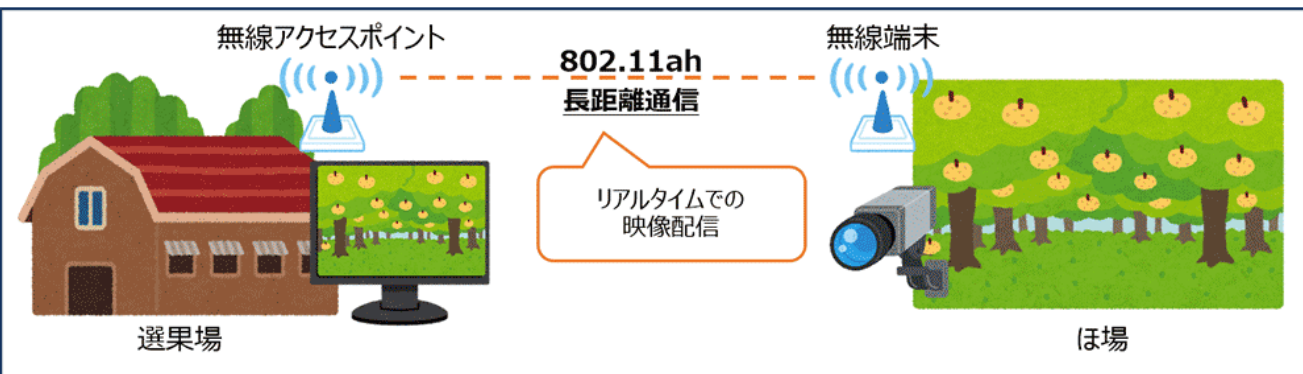 無線アクセスポイント
802.11ah
長距離通信
無線端末
リアルタイムでの
映像配信
選果場
ほ場